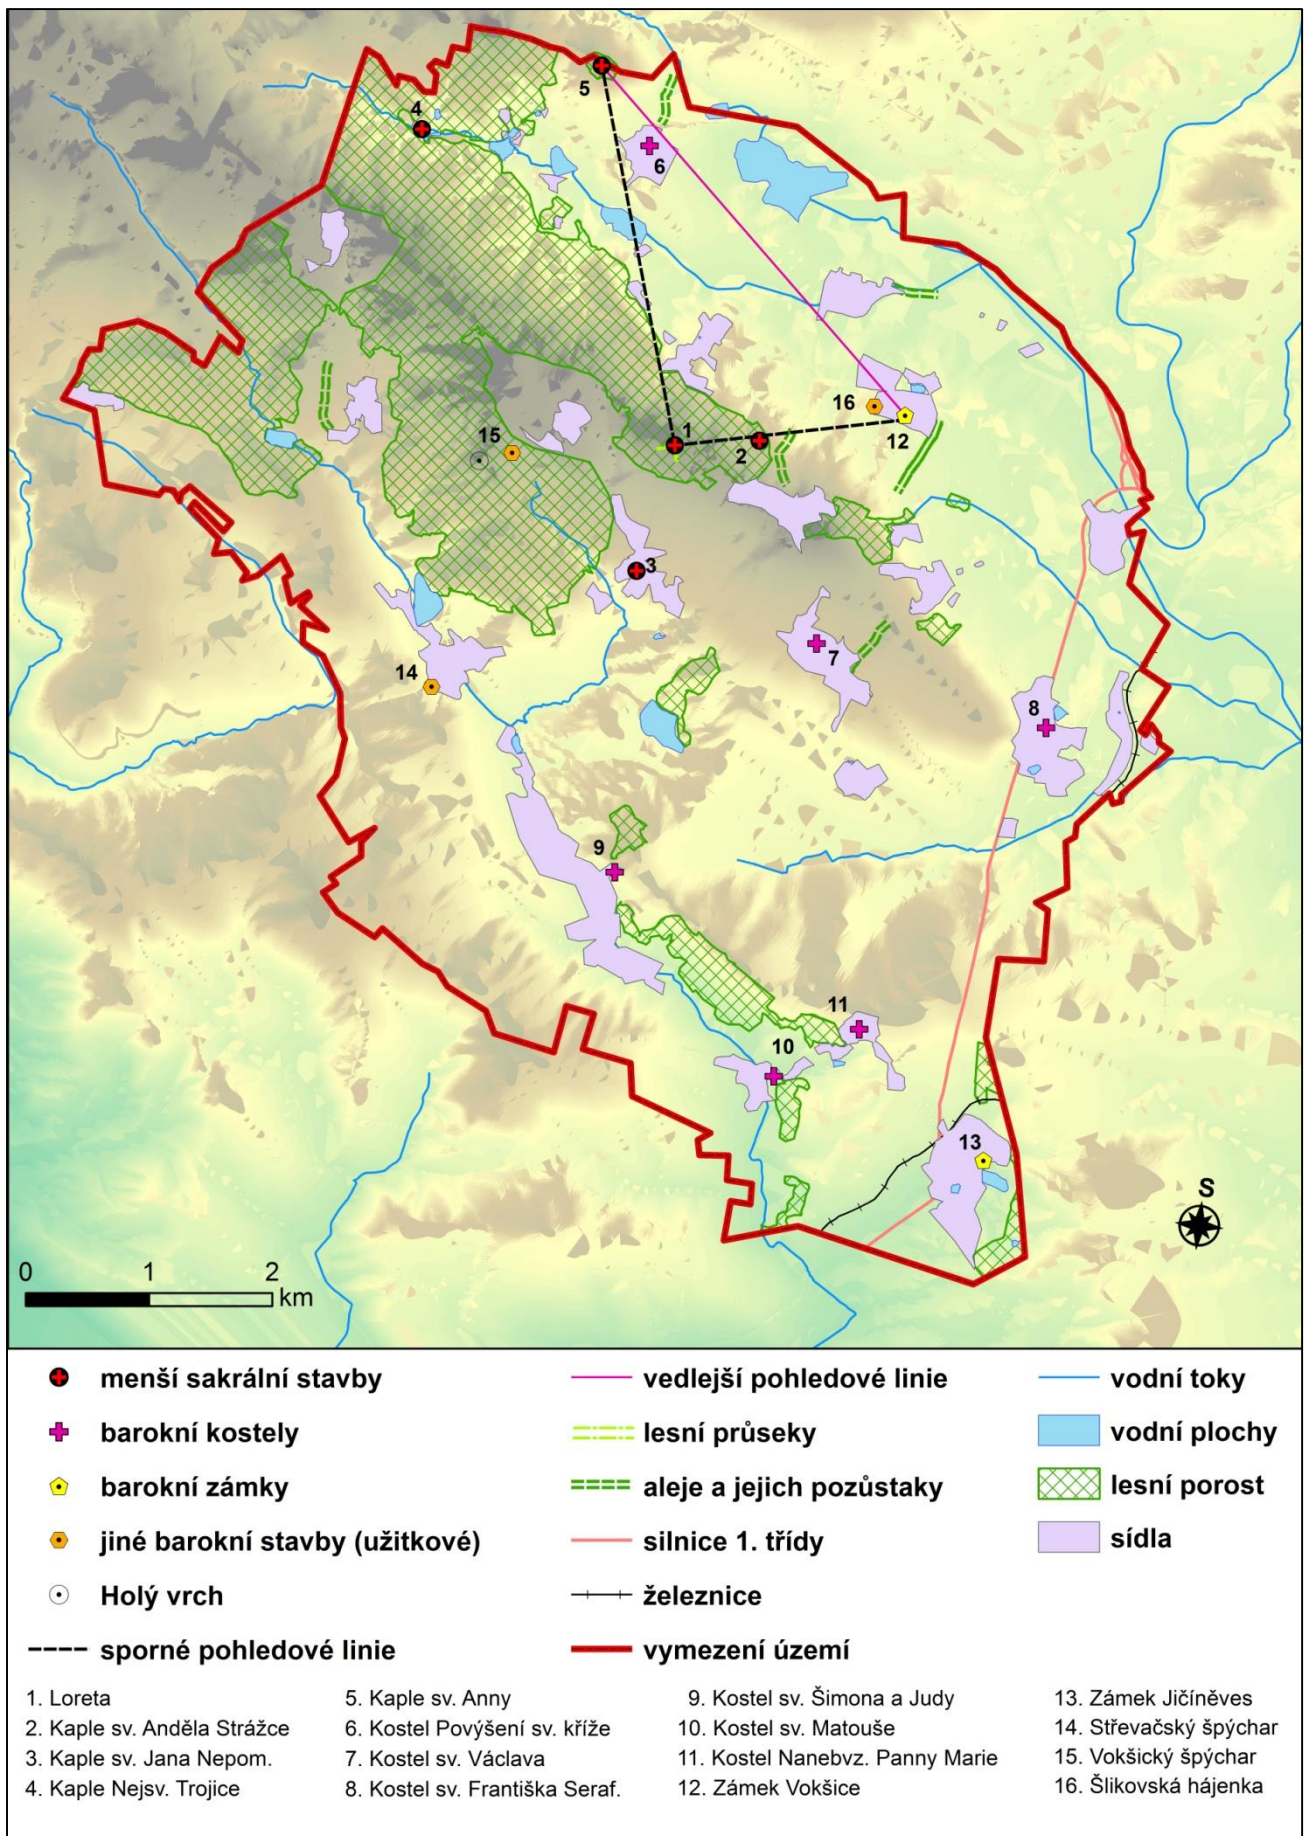 5
4
6
16
1
15
2
12
3
7
14
8
9
11
10
13
S
0 1 2
km
menší sakrální stavby
vedlejší pohledové linie
vodní toky
barokní kostely
lesní průseky
vodní plochy
barokní zámky
aleje a jejich pozůstaky
lesní porost
jiné barokní stavby (užitkové)
silnice 1. třídy
sídla
Holý vrch
železnice
sporné pohledové linie
vymezení území
1. Loreta
2. Kaple sv. Anděla Strážce
3. Kaple sv. Jana Nepom.
4. Kaple Nejsv. Trojice
5. Kaple sv. Anny
6. Kostel Povýšení sv. kříže
7. Kostel sv. Václava
8. Kostel sv. Františka Seraf.
9. Kostel sv. Šimona a Judy
10. Kostel sv. Matouše
11. Kostel Nanebvz. Panny Marie
12. Zámek Vokšice
13. Zámek Jičíněves
14. Střevačský špýchar
15. Vokšický špýchar
16. Šlikovská hájenka